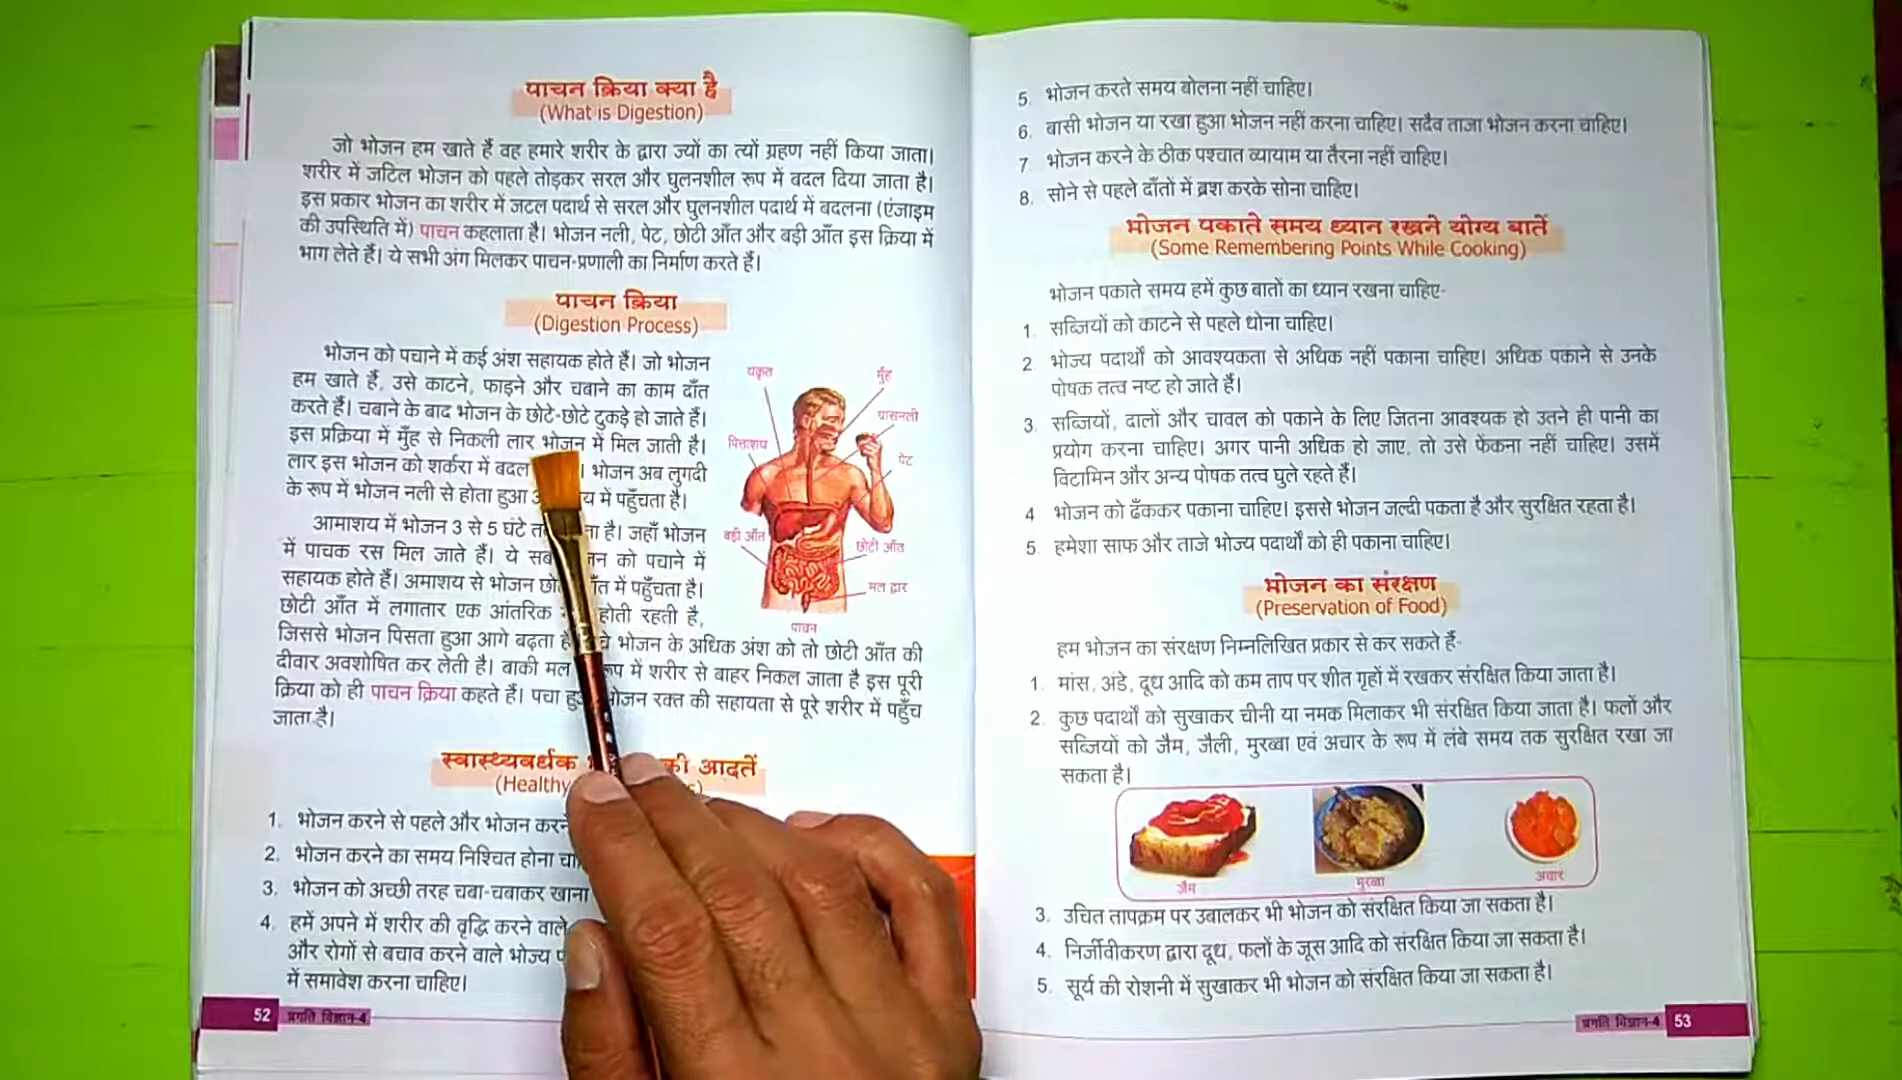 पाचन क्रिया क्या है
(What is Digestion)
जो भोजन हम खाते हैं वह हमारे शरीर के द्वारा ज्यों का त्यों ग्रहण नहीं किया जाता।
शरीर में जटिल भोजन को पहले तोड़कर सरल और घुलनशील रूप में बदल दिया जाता है।
इस प्रकार भोजन का शरीर में जटल पदार्थ से सरल और घुलनशील पदार्थ में बदलना (एंजाइम
की उपस्थिति में) पाचन कहलाता है। भोजन नली, पेट, छोटी आँत और बड़ी आँत इस क्रिया में
भाग लेते हैं। ये सभी अंग मिलकर पाचन-प्रणाली का निर्माण करते हैं।
पाचन क्रिया
(Digestion Process)
भोजन को पचाने में कई अंश सहायक होते हैं। जो भोजन
हम खाते हैं, उसे काटने, फाड़ने और चबाने का काम दाँत
करते हैं। चबाने के बाद भोजन के छोटे-छोटे टुकड़े हो जाते हैं।
इस प्रक्रिया में मुँह से निकली लार भोजन में मिल जाती है।
लार इस भोजन को शर्करा में बदल । भोजन अब लुगदी
के रूप में भोजन नली से होता हुआ में पहुँचता है।
आमाशय में भोजन 3 से 5 घंटे है। जहाँ भोजन
में पाचक रस मिल जाते हैं। ये को पचाने में
सहायक होते हैं। अमाशय से भोजन में पहुँचता है।
छोटी आँत में लगातार एक आंतरिक होती रहती है,
जिससे भोजन पिसता हुआ आगे बढ़ता भोजन के अधिक अंश को तो छोटी आँत की
दीवार अवशोषित कर लेती है। बाकी मल में शरीर से बाहर निकल जाता है इस पूरी
क्रिया को ही पाचन क्रिया कहते हैं। पचा भोजन रक्त की सहायता से पूरे शरीर में पहुँच
जाता है।
यकृत
मुँह
ग्रासनली
पित्ताशय
पेट
बड़ी आँत
छोटी आँत
मल द्वार
पाचन
स्वास्थ्यवर्धक की आदतें
(Healthy
1. भोजन करने से पहले और भोजन करने
2. भोजन करने का समय निश्चित होना
3. भोजन को अच्छी तरह चबा-चबाकर खाना
4. हमें अपने में शरीर की वृद्धि करने वाले
और रोगों से बचाव करने वाले भोज्य
में समावेश करना चाहिए।
52 प्रगति विज्ञान-4
5. भोजन करते समय बोलना नहीं चाहिए।
6. बासी भोजन या रखा हुआ भोजन नहीं करना चाहिए। सदैव ताजा भोजन करना चाहिए।
7 भोजन करने के ठीक पश्चात व्यायाम या तैरना नहीं चाहिए।
8. सोने से पहले दाँतों में ब्रश करके सोना चाहिए।
भोजन पकाते समय ध्यान रखने योग्य बातें
(Some Remembering Points While Cooking)
भोजन पकाते समय हमें कुछ बातों का ध्यान रखना चाहिए-
1. सब्जियों को काटने से पहले धोना चाहिए।
2. भोज्य पदार्थों को आवश्यकता से अधिक नहीं पकाना चाहिए। अधिक पकाने से उनके
पोषक तत्व नष्ट हो जाते हैं।
3. सब्जियों, दालों और चावल को पकाने के लिए जितना आवश्यक हो उतने ही पानी का
प्रयोग करना चाहिए। अगर पानी अधिक हो जाए, तो उसे फेंकना नहीं चाहिए। उसमें
विटामिन और अन्य पोषक तत्व घुले रहते हैं।
4 भोजन को ढँककर पकाना चाहिए। इससे भोजन जल्दी पकता है और सुरक्षित रहता है।
5. हमेशा साफ और ताजे भोज्य पदार्थों को ही पकाना चाहिए।
भोजन का संरक्षण
(Preservation of Food)
हम भोजन का संरक्षण निम्नलिखित प्रकार से कर सकते हैं-
1. मांस, अंडे, दूध आदि को कम ताप पर शीत गृहों में रखकर संरक्षित किया जाता है।
2. कुछ पदार्थों को सुखाकर चीनी या नमक मिलाकर भी संरक्षित किया जाता है। फलों और
सब्जियों को जैम, जैली, मुरब्बा एवं अचार के रूप में लंबे समय तक सुरक्षित रखा जा
सकता है।
जैम
मुरब्बा
अचार
3. उचित तापक्रम पर उबालकर भी भोजन को संरक्षित किया जा सकता है।
4. निर्जीवीकरण द्वारा दूध, फलों के जूस आदि को संरक्षित किया जा सकता है।
5. सूर्य की रोशनी में सुखाकर भी भोजन को संरक्षित किया जा सकता है।
प्रगति विज्ञान-4 53